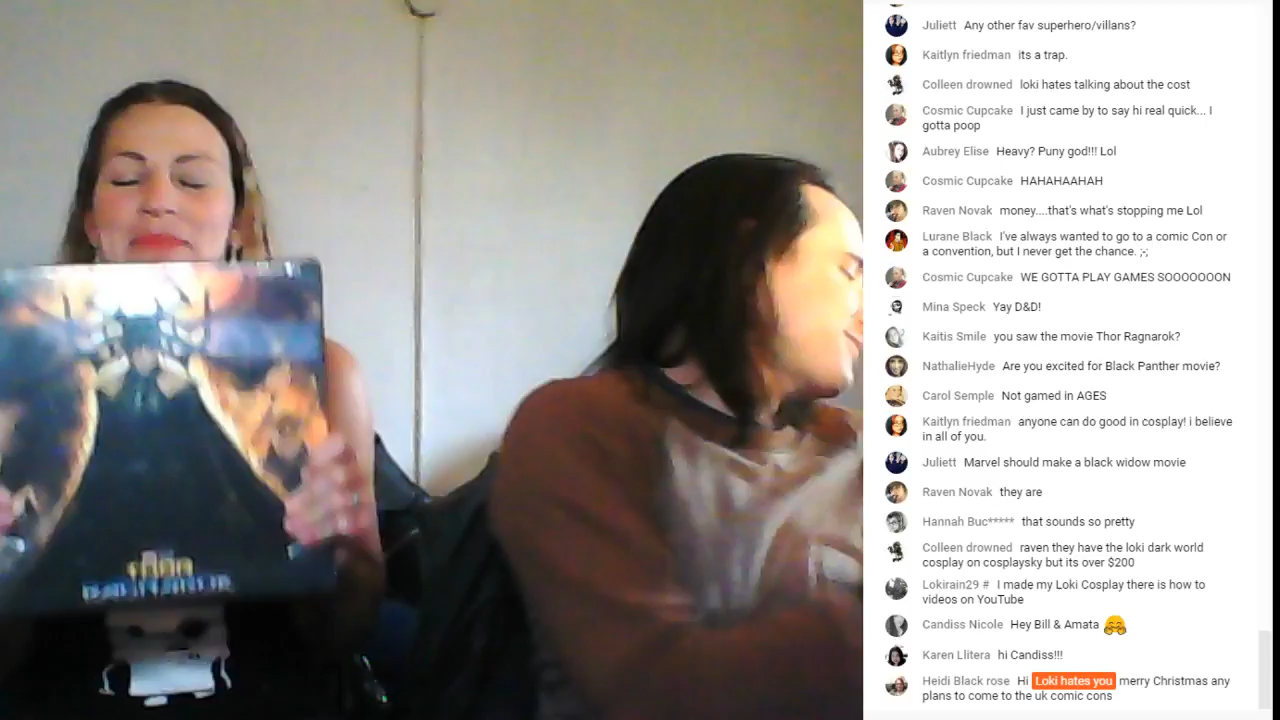 Juliett Any other fav superhero/villans?
Kaitlyn friedman its a trap.
Colleen drowned loki hates talking about the cost
Cosmic Cupcake I just came by to say hi real quick... I
gotta poop
Aubrey Elise Heavy? Puny god!!! Lol
Cosmic Cupcake HAHAHAAHAH
Raven Novak money....that's what's stopping me Lol
Lurane Black I've always wanted to go to a comic Con or
a convention, but I never get the chance. ;-;
Cosmic Cupcake WE GOTTA PLAY GAMES SOOOOOOON
Mina Speck Yay D&D!
Kaitis Smile you saw the movie Thor Ragnarok?
NathalieHyde Are you excited for Black Panther movie?
Carol Semple Not gamed in AGES
Kaitlyn friedman anyone can do good in cosplay! i believe
in all of you.
Juliett Marvel should make a black widow movie
Raven Novak they are
Hannah Buc***** that sounds so pretty
Colleen drowned raven they have the loki dark world
cosplay on cosplaysky but its over $200
Lokirain29 # I made my Loki Cosplay there is how to
videos on YouTube
Candiss Nicole Hey Bill & Amata 🤗
Karen Llitera hi Candiss!!!
Heidi Black rose Hi Loki hates you merry Christmas any
plans to come to the uk comic cons